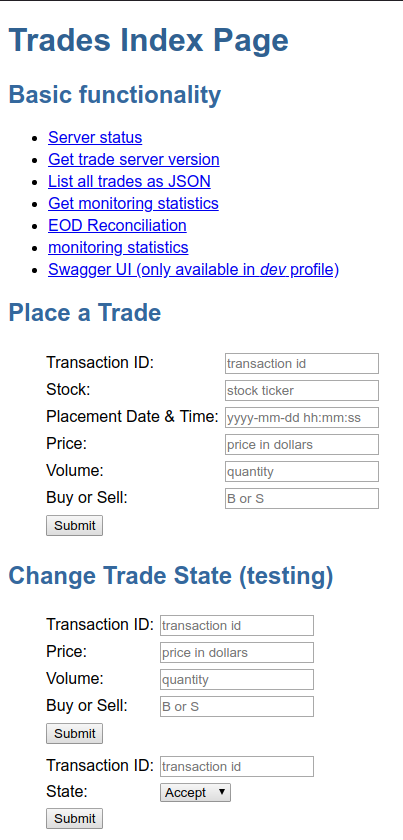 Trades Index Page
Basic functionality
Server status
Get trade server version
List all trades as JSON
Get monitoring statistics
EOD Reconciliation
monitoring statistics
Swagger UI (only available in dev profile)
Place a Trade
Transaction ID: transaction id
Stock: stock ticker
Placement Date & Time: yyyy-mm-dd hh:mm:ss
Price: price in dollars
Volume: quantity
Buy or Sell: B or S
Submit
Change Trade State (testing)
Transaction ID: transaction id
Price: price in dollars
Volume: quantity
Buy or Sell: B or S
Submit
Transaction ID: transaction id
State: Accept
Submit